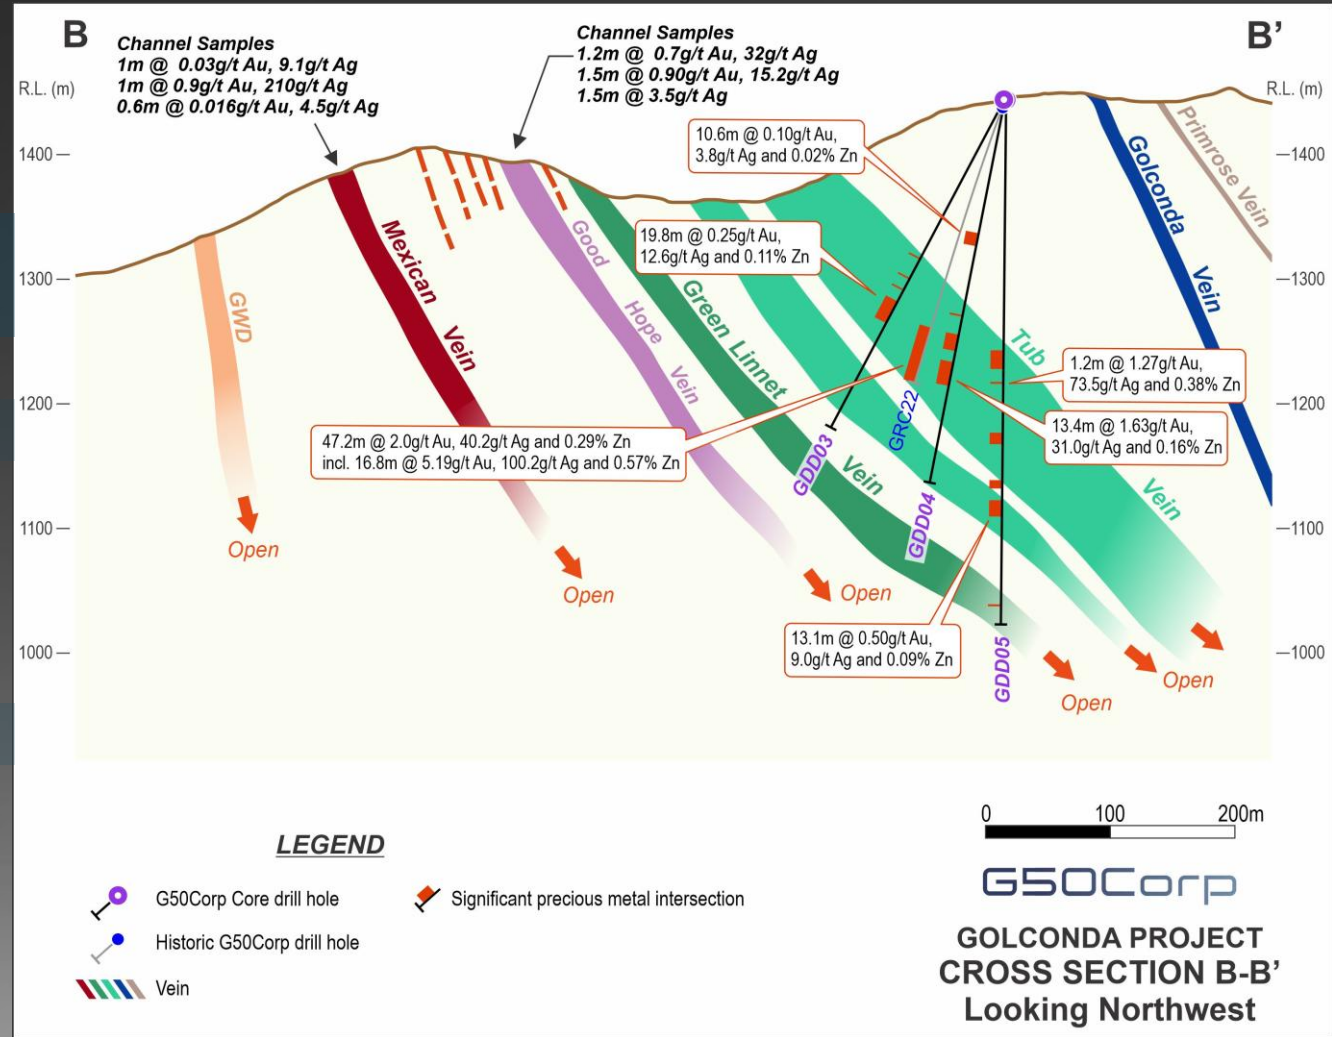 B
B'
Channel Samples
1m @ 0.03g/t Au, 9.1g/t Ag
1m @ 0.9g/t Au, 210g/t Ag
0.6m @ 0.016g/t Au, 4.5g/t Ag
Channel Samples
1.2m @ 0.7g/t Au, 32g/t Ag
1.5m @ 0.90g/t Au, 15.2g/t Ag
1.5m @ 3.5g/t Ag
R.L. (m)
R.L. (m)
1400
1300
1200
1100
1000
1400
1300
1200
1100
1000
10.6m @ 0.10g/t Au,
3.8g/t Ag and 0.02% Zn
19.8m @ 0.25g/t Au,
12.6g/t Ag and 0.11% Zn
1.2m @ 1.27g/t Au,
73.5g/t Ag and 0.38% Zn
13.4m @ 1.63g/t Au,
31.0g/t Ag and 0.16% Zn
47.2m @ 2.0g/t Au, 40.2g/t Ag and 0.29% Zn
incl. 16.8m @ 5.19g/t Au, 100.2g/t Ag and 0.57% Zn
13.1m @ 0.50g/t Au,
9.0g/t Ag and 0.09% Zn
GWD
Mexican Vein
Good Hope Vein
Green Linnet Vein
Tub Vein
Golconda Vein
Primrose Vein
GDD03
GRC22
GDD04
GDD05
Open
Open
Open
Open
Open
LEGEND
G50Corp Core drill hole
Historic G50Corp drill hole
Vein
Significant precious metal intersection
0 100 200m
G50Corp
GOLCONDA PROJECT
CROSS SECTION B-B'
Looking Northwest